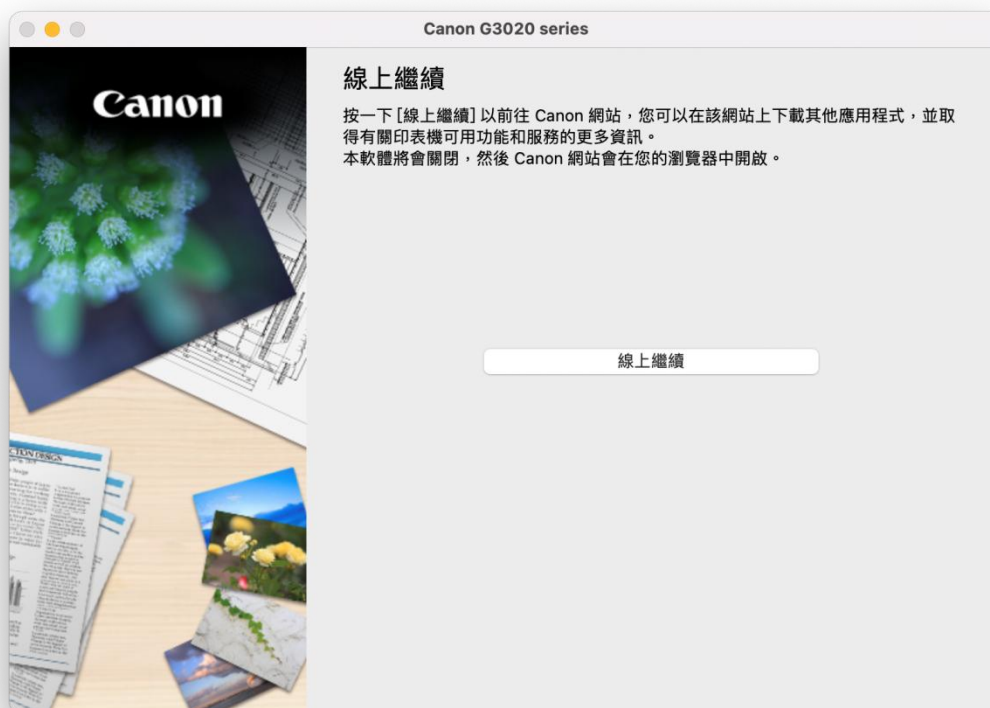 Canon G3020 series
Canon
線上繼續
按一下 [線上繼續] 以前往 Canon 網站，您可以在該網站上下載其他應用程式，並取
得有關印表機可用功能和服務的更多資訊。
本軟體將會關閉，然後 Canon 網站會在您的瀏覽器中開啟。
線上繼續